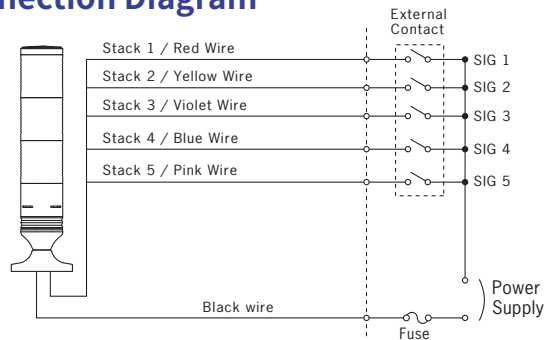 Diagram
External
Contact
Stack 1 / Red Wire
SIG 1
Stack 2 / Yellow Wire
SIG 2
Stack 3 / Violet Wire
SIG 3
Stack 4 / Blue Wire
SIG 4
Stack 5 / Pink Wire
SIG 5
Power
Supply
Black wire
Fuse